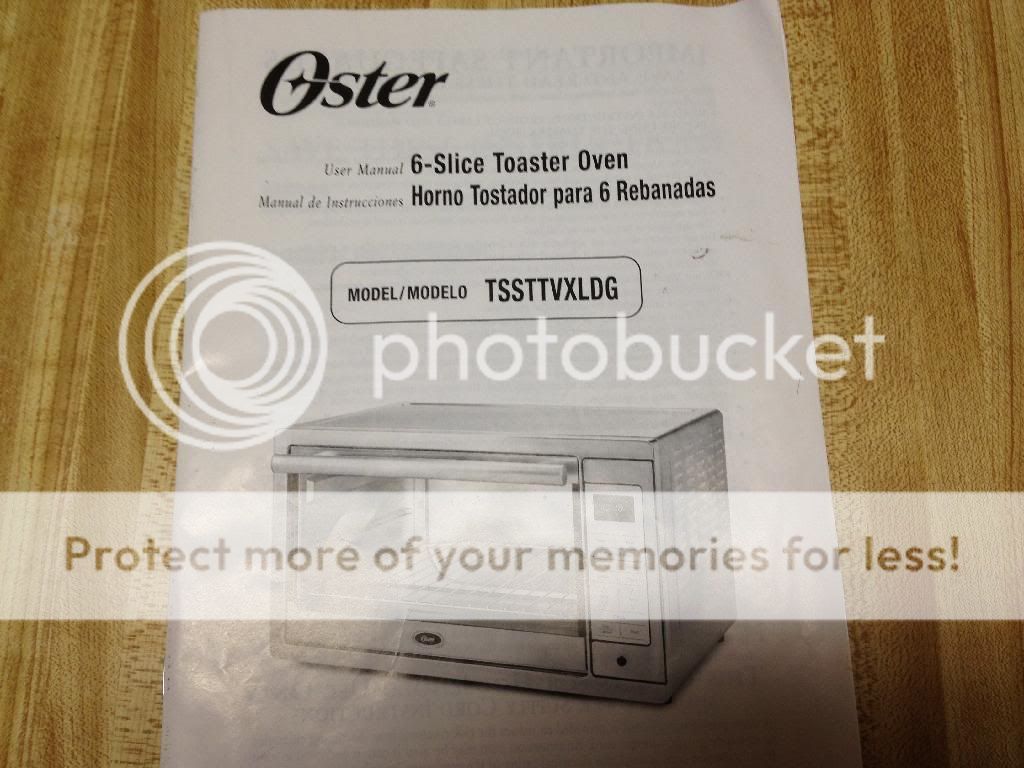 Oster®
User Manual 6-Slice Toaster Oven
Manual de Instrucciones Horno Tostador para 6 Rebanadas
MODEL/MODELO TSSTTVXLDG
photobucket
Protect more of your memories for less!
Oster